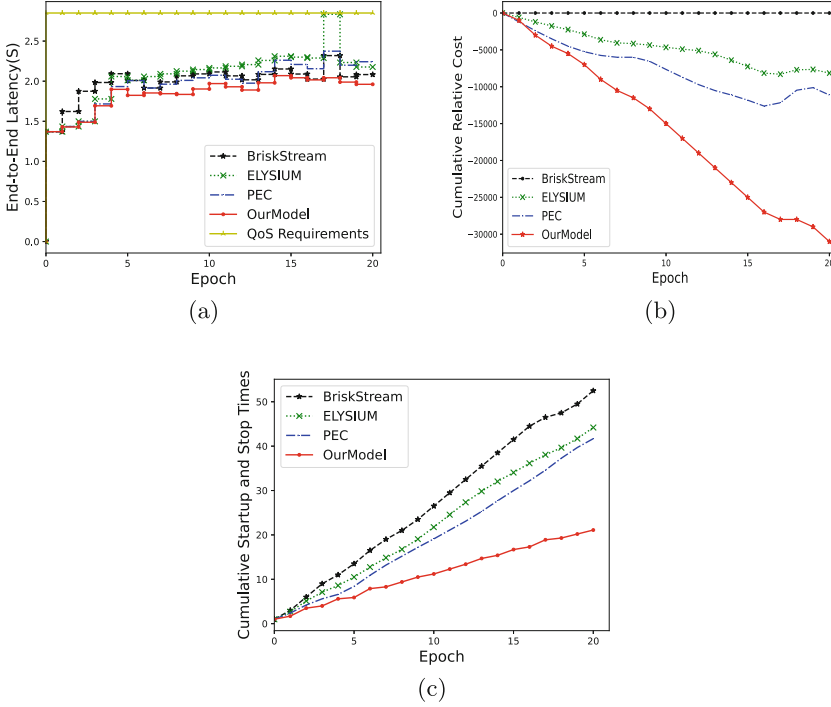 End-to-End Latency(S)
2.5
2.0
1.5
1.0
0.5
0.0
BriskStream
ELYSIUM
PEC
OurModel
QoS Requirements
0
5
10
15
20
Epoch
(a)
Cumulative Relative Cost
0
−5000
−10000
−15000
−20000
−25000
−30000
BriskStream
ELYSIUM
PEC
OurModel
0
5
10
15
20
Epoch
(b)
Cumulative Startup and Stop Times
50
40
30
20
10
0
BriskStream
ELYSIUM
PEC
OurModel
0
5
10
15
20
Epoch
(c)